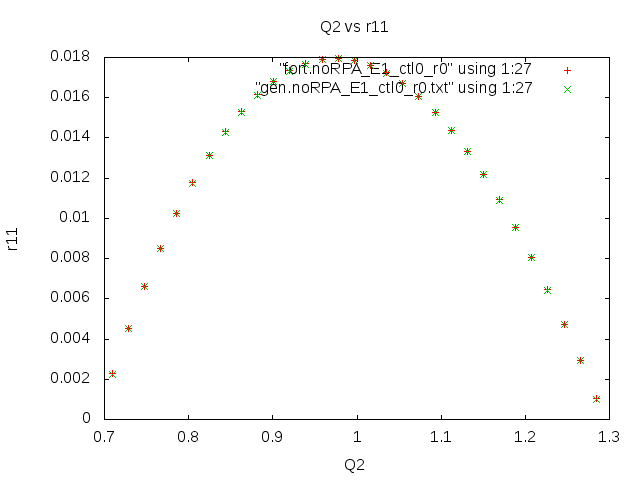 Q2 vs r11
"fort.noRPA_E1_ctl0_r0" using 1:27
"gen.noRPA_E1_ctl0_r0.txt" using 1:27
0.018
0.016
0.014
0.012
0.01
0.008
0.006
0.004
0.002
0
r11
0.7 0.8 0.9 1 1.1 1.2 1.3
Q2